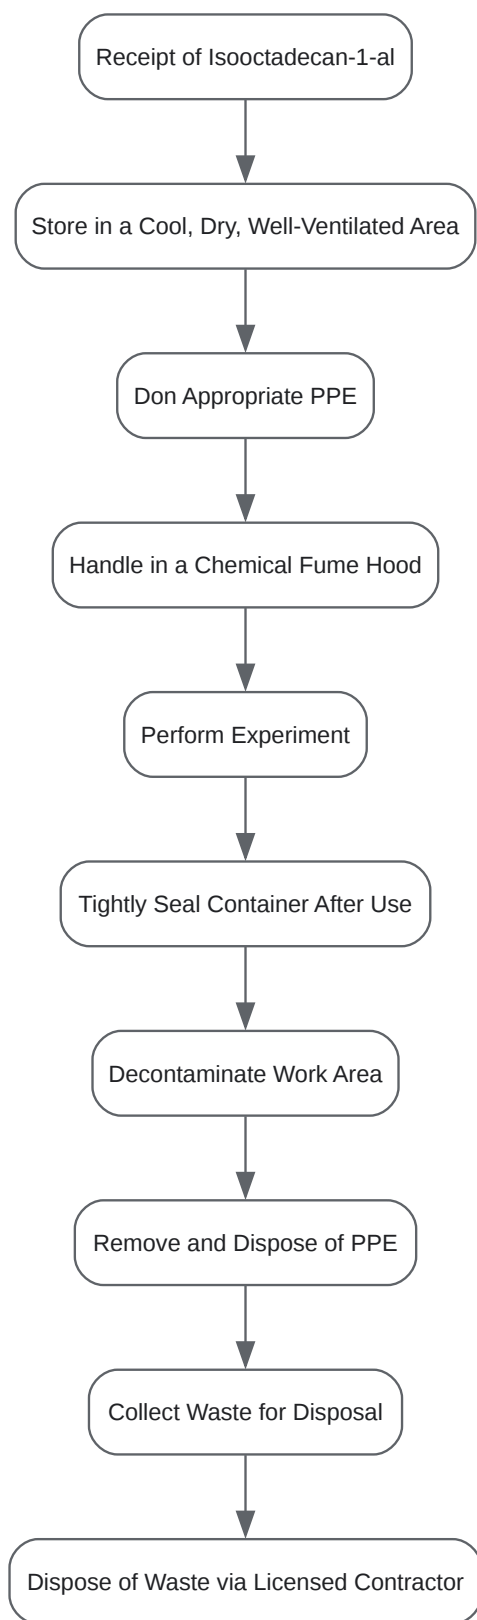 Receipt of Isooctadecan-1-al
Store in a Cool, Dry, Well-Ventilated Area
Don Appropriate PPE
Handle in a Chemical Fume Hood
Perform Experiment
Tightly Seal Container After Use
Decontaminate Work Area
Remove and Dispose of PPE
Collect Waste for Disposal
Dispose of Waste via Licensed Contractor